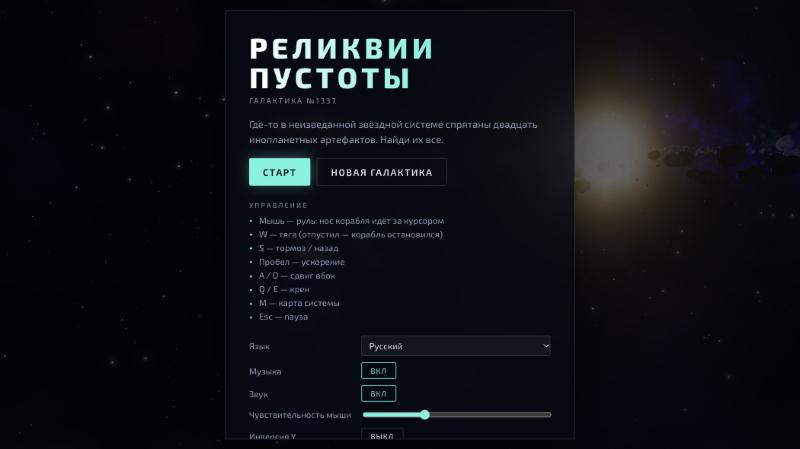 РЕЛИКВИИ
ПУСТОТЫ
ГАЛАКТИКА №1337
Где-то в неизведанной звёздной системе спрятаны двадцать
инопланетных артефактов. Найди их все.
СТАРТ НОВАЯ ГАЛАКТИКА
УПРАВЛЕНИЕ
• Мышь — руль: нос корабля идёт за курсором
• W — тяга (отпустил — корабль остановился)
• S — тормоз / назад
• Пробел — ускорение
• A / D — сдвиг вбок
• Q / E — крен
• M — карта системы
• Esc — пауза
Язык Русский
Музыка ВКЛ
Звук ВКЛ
Чувствительность мыши
Инверсия Y ВЫКЛ